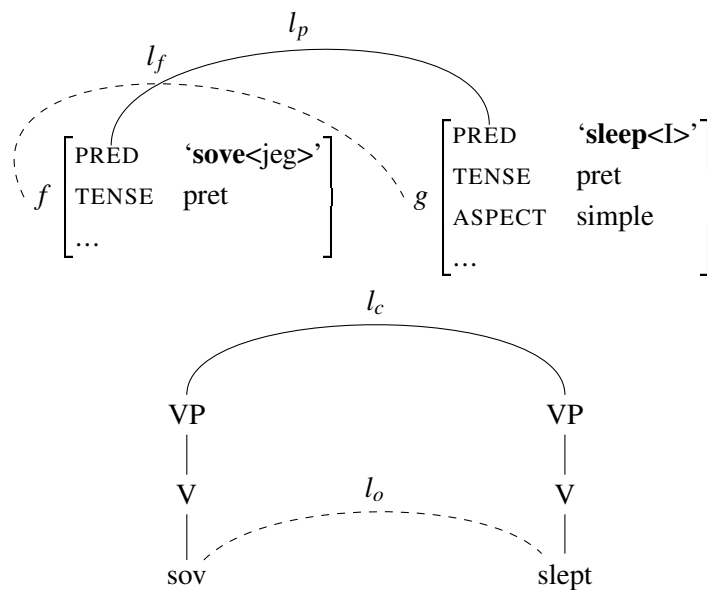 l_p
l_f
f PRED ‘sove<jeg>’
TENSE pret
...
g PRED ‘sleep<I>’
TENSE pret
ASPECT simple
...
l_c
VP VP
V V
l_o
sov slept